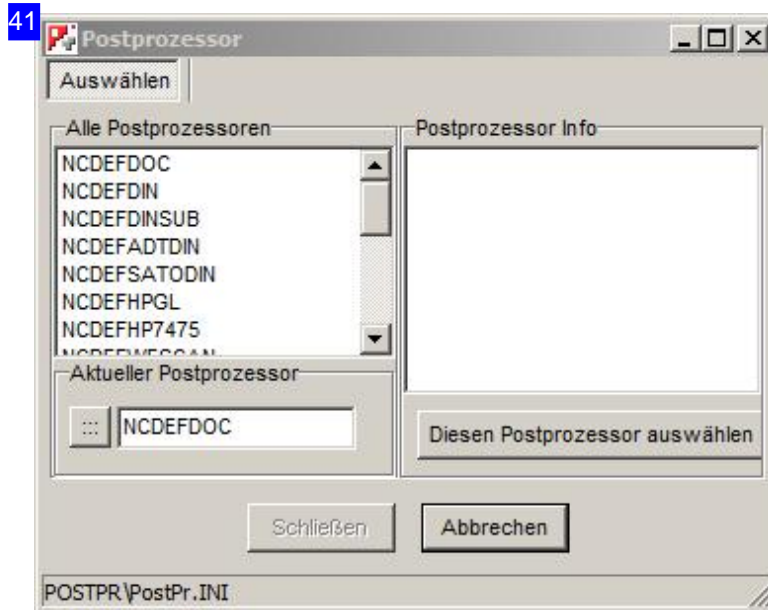 41
Postprozessor
Auswählen
Alle Postprozessoren
NCDEFDOC
NCDEFDIN
NCDEFDINSUB
NCDEFADTDIN
NCDEFSATODIN
NCDEFHPGL
NCDEFHP7475
Aktueller Postprozessor
::: NCDEFDOC
Postprozessor Info
Diesen Postprozessor auswählen
Schließen
Abbrechen
POSTPR\PostPr.INI